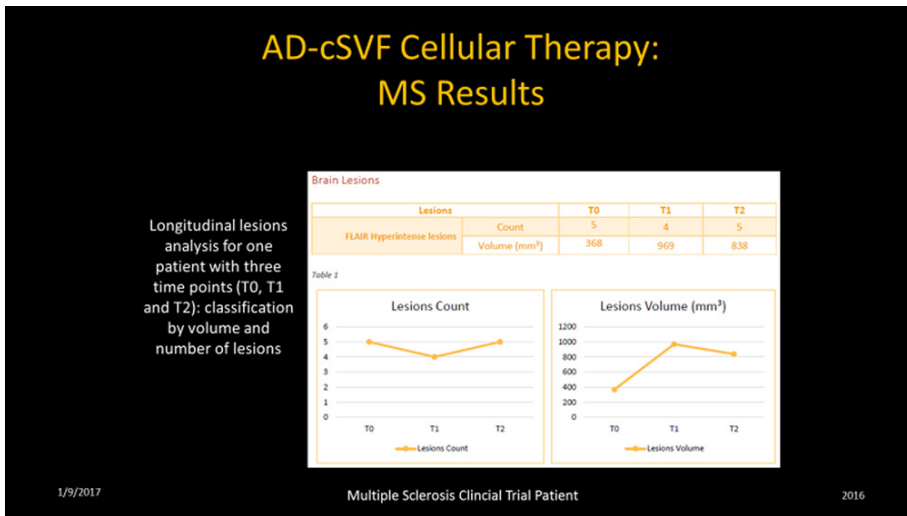 AD-cSVF Cellular Therapy:
MS Results
Longitudinal lesions
analysis for one
patient with three
time points (T0, T1
and T2): classification
by volume and
number of lesions
Brain Lesions
Lesions T0 T1 T2
FLAIR Hyperintense lesions Count 5 4 5
Volume (mm³) 368 969 838
Table 1
Lesions Count
6
5
4
3
2
1
0
T0 T1 T2
Lesions Count
Lesions Volume (mm³)
1200
1000
800
600
400
200
0
T0 T1 T2
Lesions Volume
1/9/2017
Multiple Sclerosis Clincial Trial Patient
2016